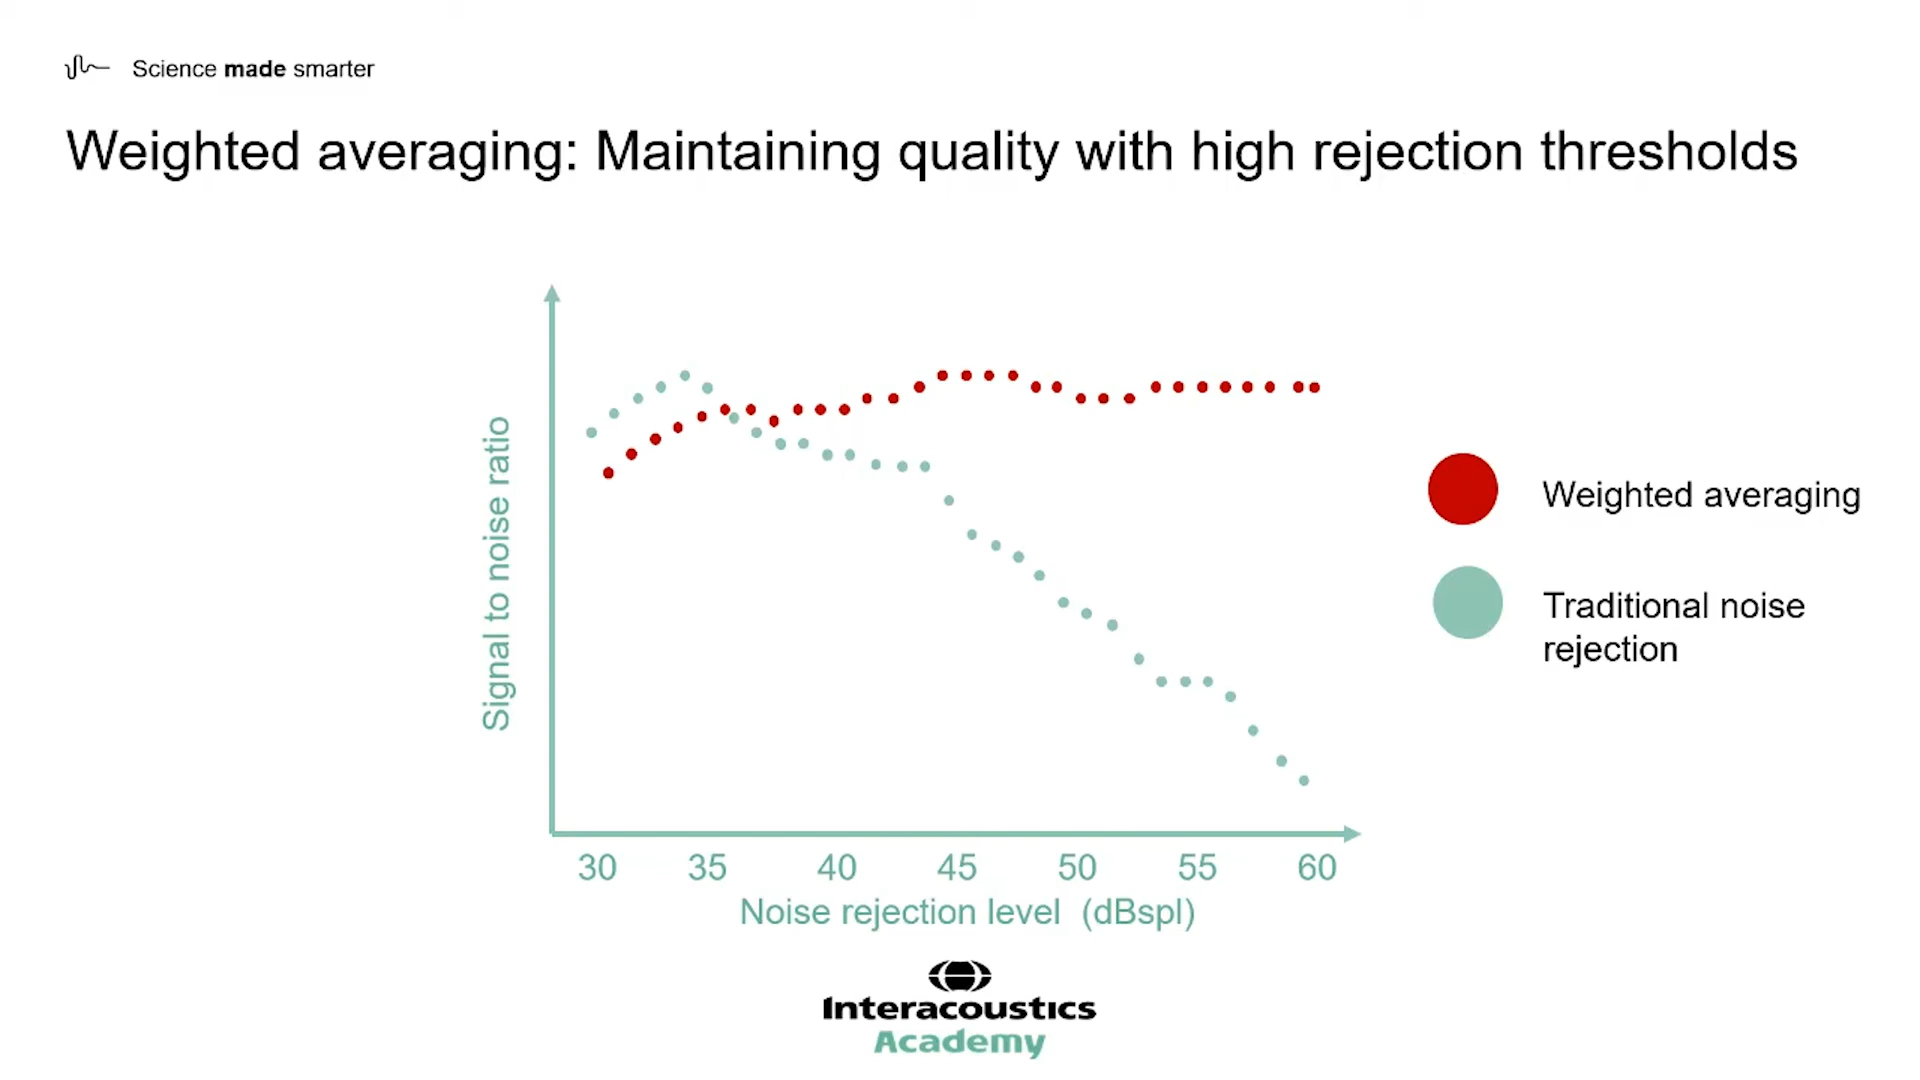 Science made smarter
Weighted averaging: Maintaining quality with high rejection thresholds
Signal to noise ratio
Weighted averaging
Traditional noise
rejection
30 35 40 45 50 55 60
Noise rejection level (dBspl)
Interacoustics
Academy